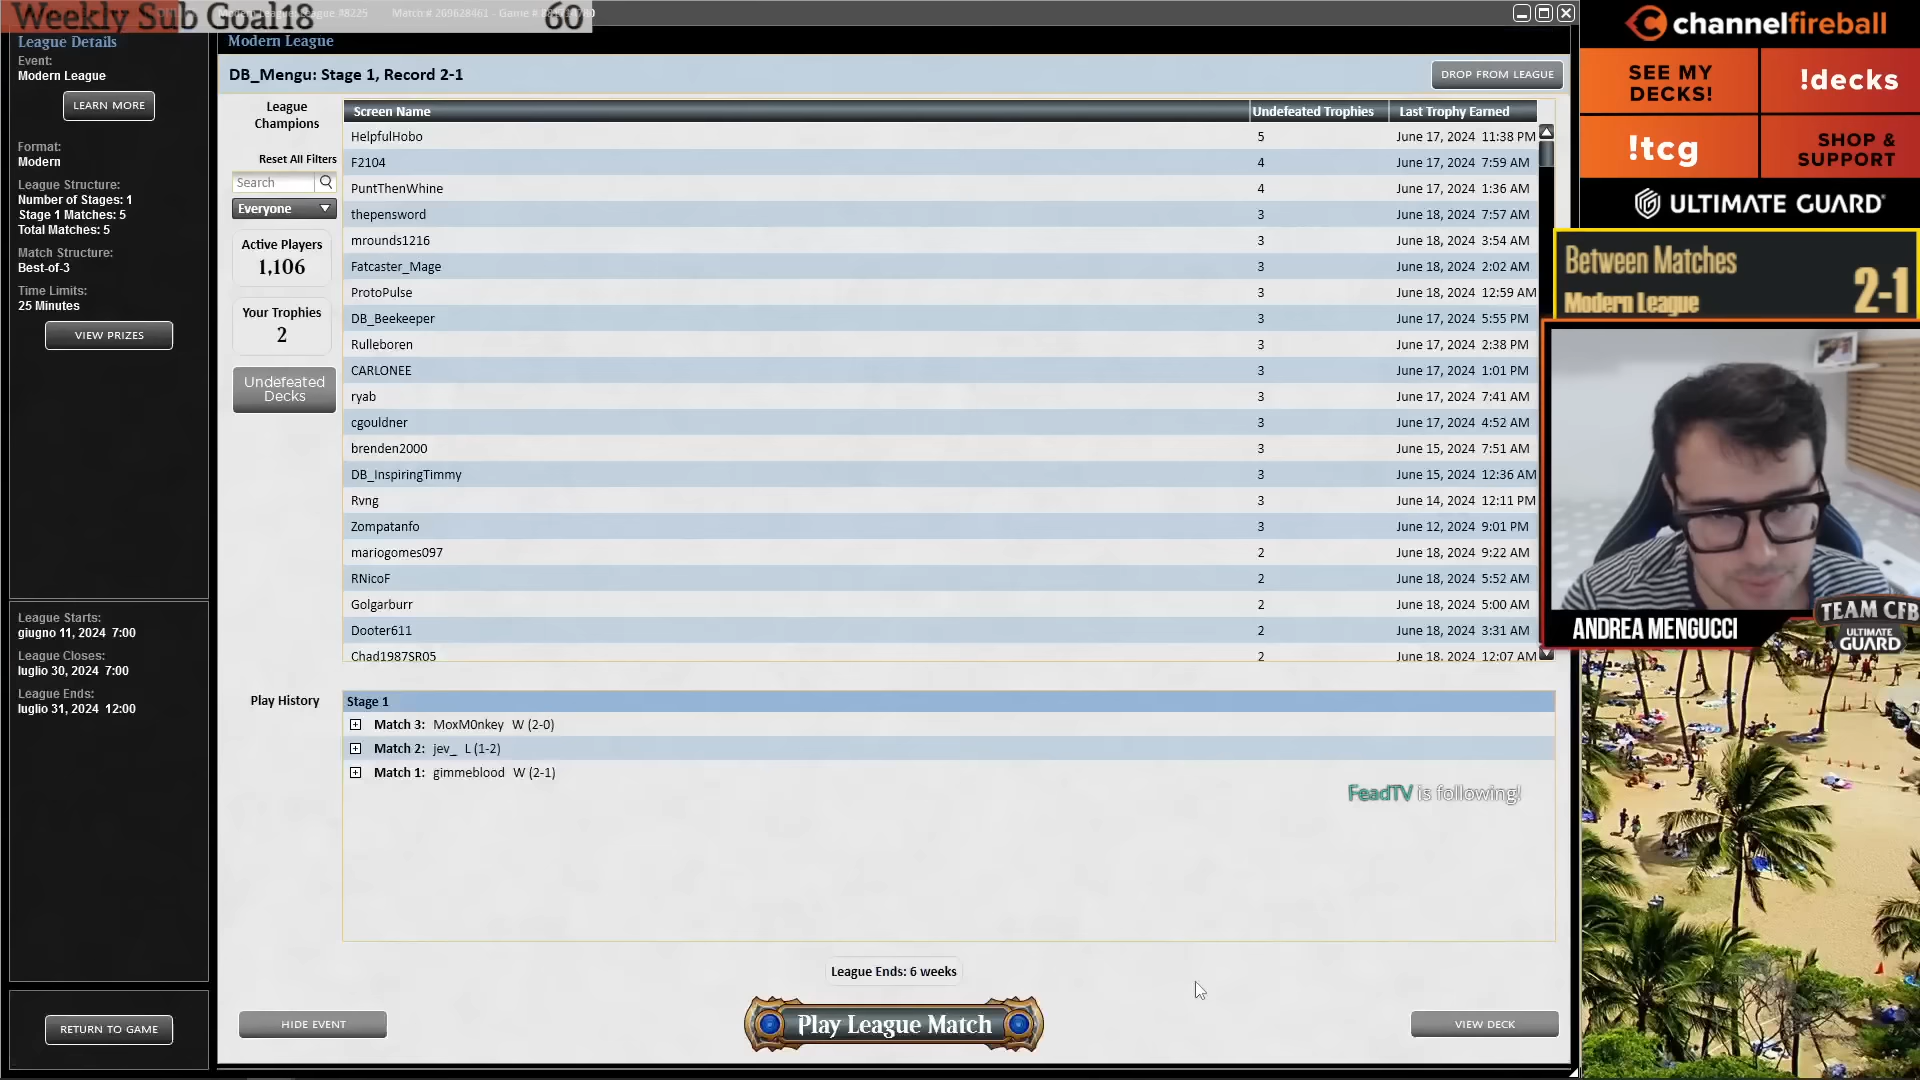 Weekly Sub Goal18 60
League #8225 Match # 269628461 - Game #
League Details
Event:
Modern League
LEARN MORE
Format:
Modern
League Structure:
Number of Stages: 1
Stage 1 Matches: 5
Total Matches: 5
Match Structure:
Best-of-3
Time Limits:
25 Minutes
VIEW PRIZES
League Starts:
giugno 11, 2024 7:00
League Closes:
luglio 30, 2024 7:00
League Ends:
luglio 31, 2024 12:00
RETURN TO GAME
Modern League
DB_Mengu: Stage 1, Record 2-1
DROP FROM LEAGUE
League
Champions
Reset All Filters
Search
Everyone
Active Players
1,106
Your Trophies
2
Undefeated
Decks
Screen Name Undefeated Trophies Last Trophy Earned
HelpfulHobo 5 June 17, 2024 11:38 PM
F2104 4 June 17, 2024 7:59 AM
PuntThenWhine 4 June 17, 2024 1:36 AM
thepensword 3 June 18, 2024 7:57 AM
mrounds1216 3 June 18, 2024 3:54 AM
Fatcaster_Mage 3 June 18, 2024 2:02 AM
ProtoPulse 3 June 18, 2024 12:59 AM
DB_Beekeeper 3 June 17, 2024 5:55 PM
Rulleboren 3 June 17, 2024 2:38 PM
CARLONEE 3 June 17, 2024 1:01 PM
ryab 3 June 17, 2024 7:41 AM
cgouldner 3 June 17, 2024 4:52 AM
brenden2000 3 June 15, 2024 7:51 AM
DB_InspiringTimmy 3 June 15, 2024 12:36 AM
Rvng 3 June 14, 2024 12:11 PM
Zompatanfo 3 June 12, 2024 9:01 PM
mariogomes097 2 June 18, 2024 9:22 AM
RNicoF 2 June 18, 2024 5:52 AM
Golgarburr 2 June 18, 2024 5:00 AM
Dooter611 2 June 18, 2024 3:31 AM
Chad1987SR05 2 June 18, 2024 12:07 AM
Play History
Stage 1
Match 3: MoxM0nkey W (2-0)
Match 2: jev_ L (1-2)
Match 1: gimmeblood W (2-1)
FeadTV is following!
League Ends: 6 weeks
HIDE EVENT
Play League Match
VIEW DECK
channelfireball
SEE MY
DECKS!
!decks
!tcg
SHOP &
SUPPORT
ULTIMATE GUARD
Between Matches
Modern League
2-1
ANDREA MENGUCCI
TEAM CFB
ULTIMATE
GUARD